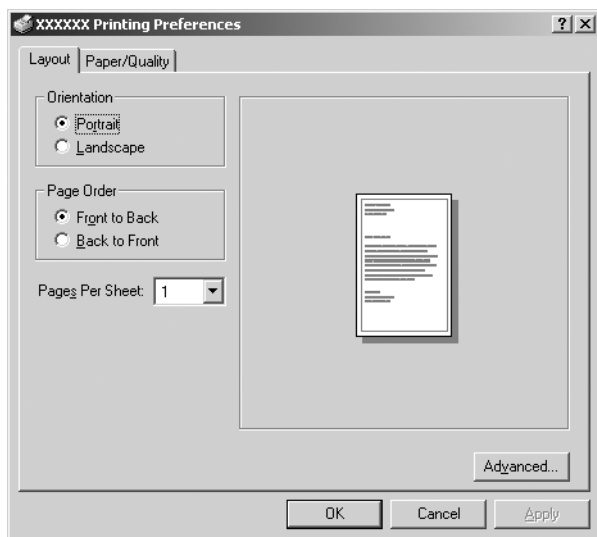 XXXXXX Printing Preferences
Layout
Paper/Quality
Orientation
Portrait
Landscape
Page Order
Front to Back
Back to Front
Pages Per Sheet: 1
Advanced...
OK
Cancel
Apply